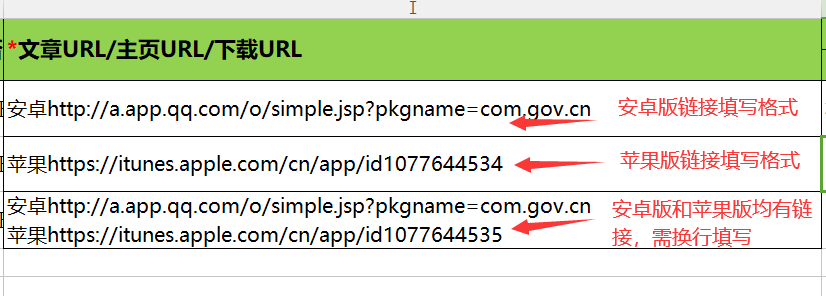 I
*文章URL/主页URL/下载URL
安卓http://a.app.qq.com/o/simple.jsp?pkgname=com.gov.cn
安卓版链接填写格式
苹果https://itunes.apple.com/cn/app/id1077644534
苹果版链接填写格式
安卓http://a.app.qq.com/o/simple.jsp?pkgname=com.gov.cn
苹果https://itunes.apple.com/cn/app/id1077644535
安卓版和苹果版均有链
接，需换行填写